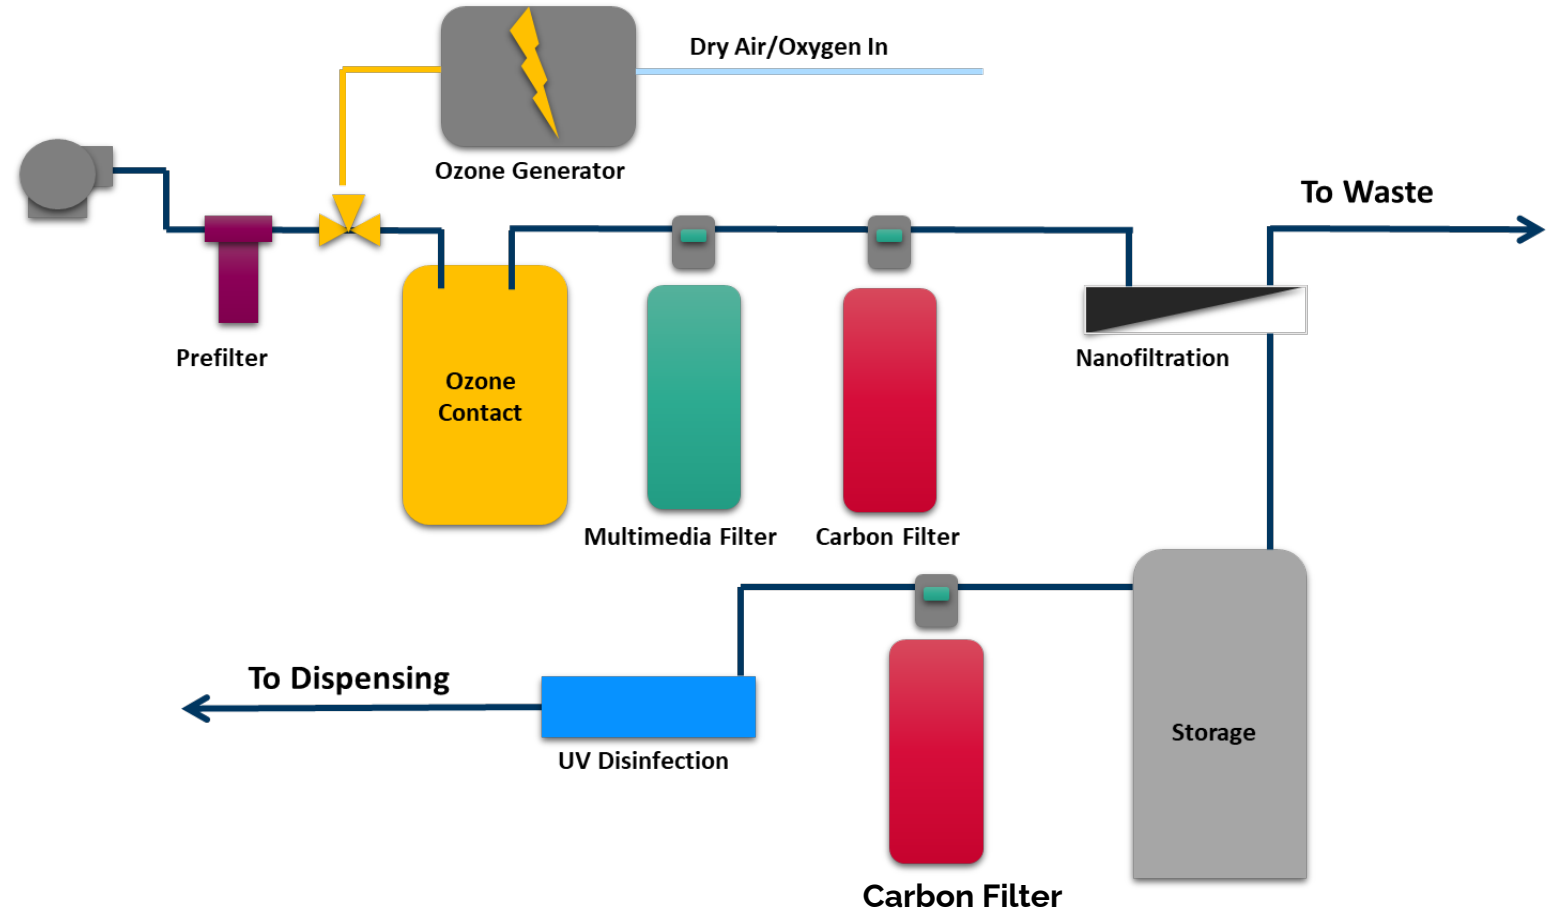 Dry Air/Oxygen In
Ozone Generator
To Waste
Prefilter
Nanofiltration
Ozone
Contact
Multimedia Filter
Carbon Filter
To Dispensing
Storage
UV Disinfection
Carbon Filter